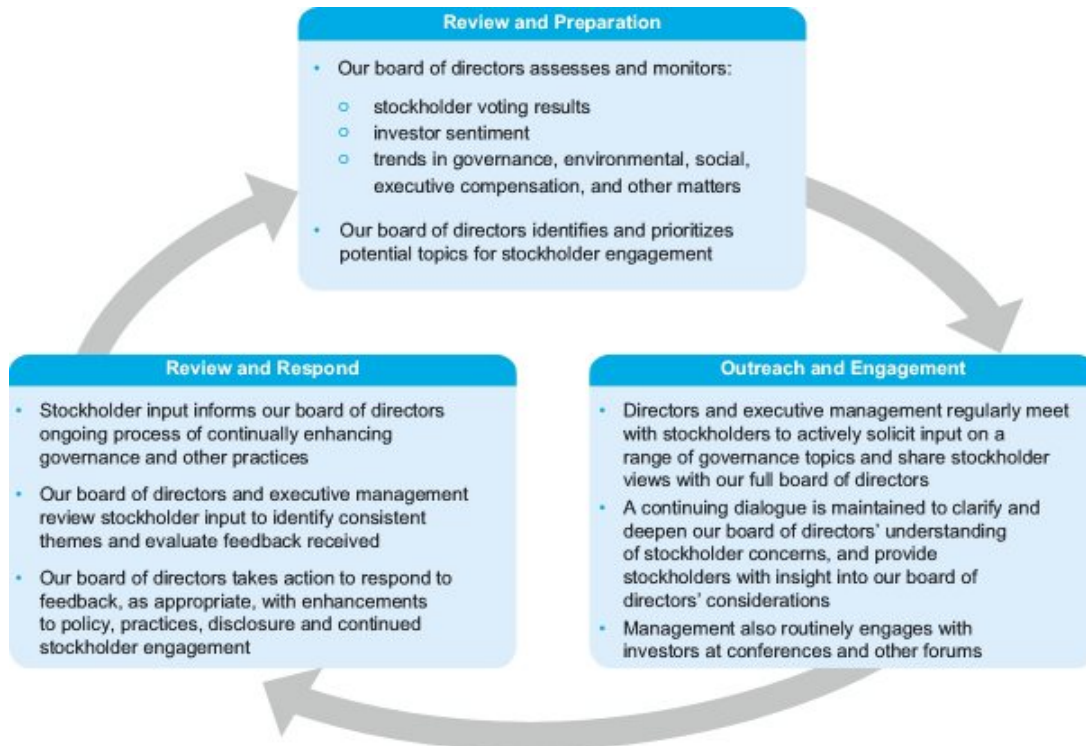 Review and Preparation
• Our board of directors assesses and monitors:
o stockholder voting results
o investor sentiment
o trends in governance, environmental, social,
executive compensation, and other matters
• Our board of directors identifies and prioritizes
potential topics for stockholder engagement
Review and Respond
• Stockholder input informs our board of directors
ongoing process of continually enhancing
governance and other practices
• Our board of directors and executive management
review stockholder input to identify consistent
themes and evaluate feedback received
• Our board of directors takes action to respond to
feedback, as appropriate, with enhancements
to policy, practices, disclosure and continued
stockholder engagement
Outreach and Engagement
• Directors and executive management regularly meet
with stockholders to actively solicit input on a
range of governance topics and share stockholder
views with our full board of directors
• A continuing dialogue is maintained to clarify and
deepen our board of directors’ understanding
of stockholder concerns, and provide
stockholders with insight into our board of
directors’ considerations
• Management also routinely engages with
investors at conferences and other forums